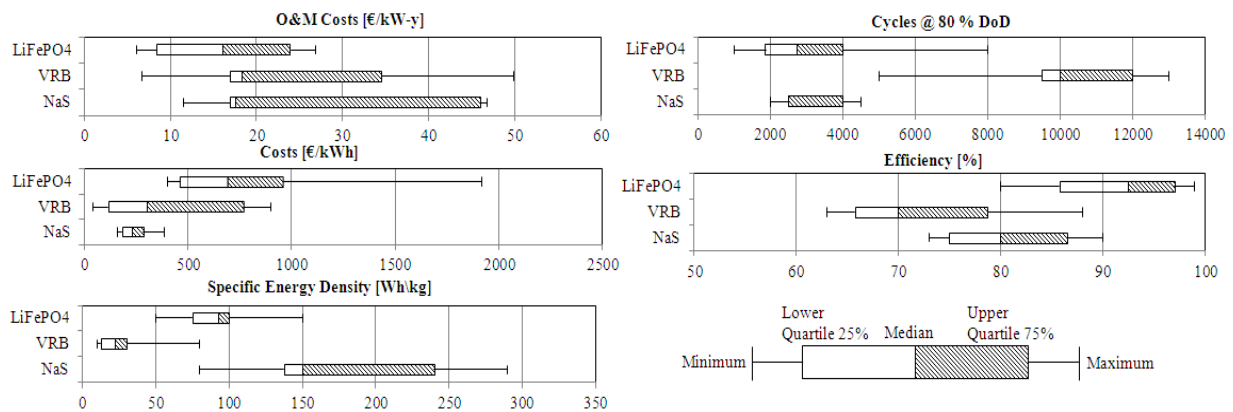 O&M Costs [€/kW-y]
LiFePO4
VRB
NaS
0 10 20 30 40 50 60
Costs [€/kWh]
LiFePO4
VRB
NaS
0 500 1000 1500 2000 2500
Specific Energy Density [Wh\kg]
LiFePO4
VRB
NaS
0 50 100 150 200 250 300 350
Cycles @ 80 % DoD
LiFePO4
VRB
NaS
0 2000 4000 6000 8000 10000 12000 14000
Efficiency [%]
LiFePO4
VRB
NaS
50 60 70 80 90 100
Lower
Quartile 25%
Median
Upper
Quartile 75%
Minimum
Maximum